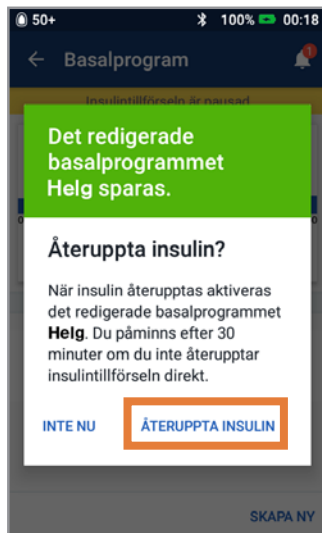 50+ 100% 00:18
Basalprogram 1
Insulintillförseln är pausad
Det redigerade
basalprogrammet
Helg sparas.
Återuppta insulin?
När insulin återupptas aktiveras
det redigerade basalprogrammet
Helg. Du påminns efter 30
minuter om du inte återupptar
insulintillförseln direkt.
INTE NU ÅTERUPPTA INSULIN
SKAPA NY